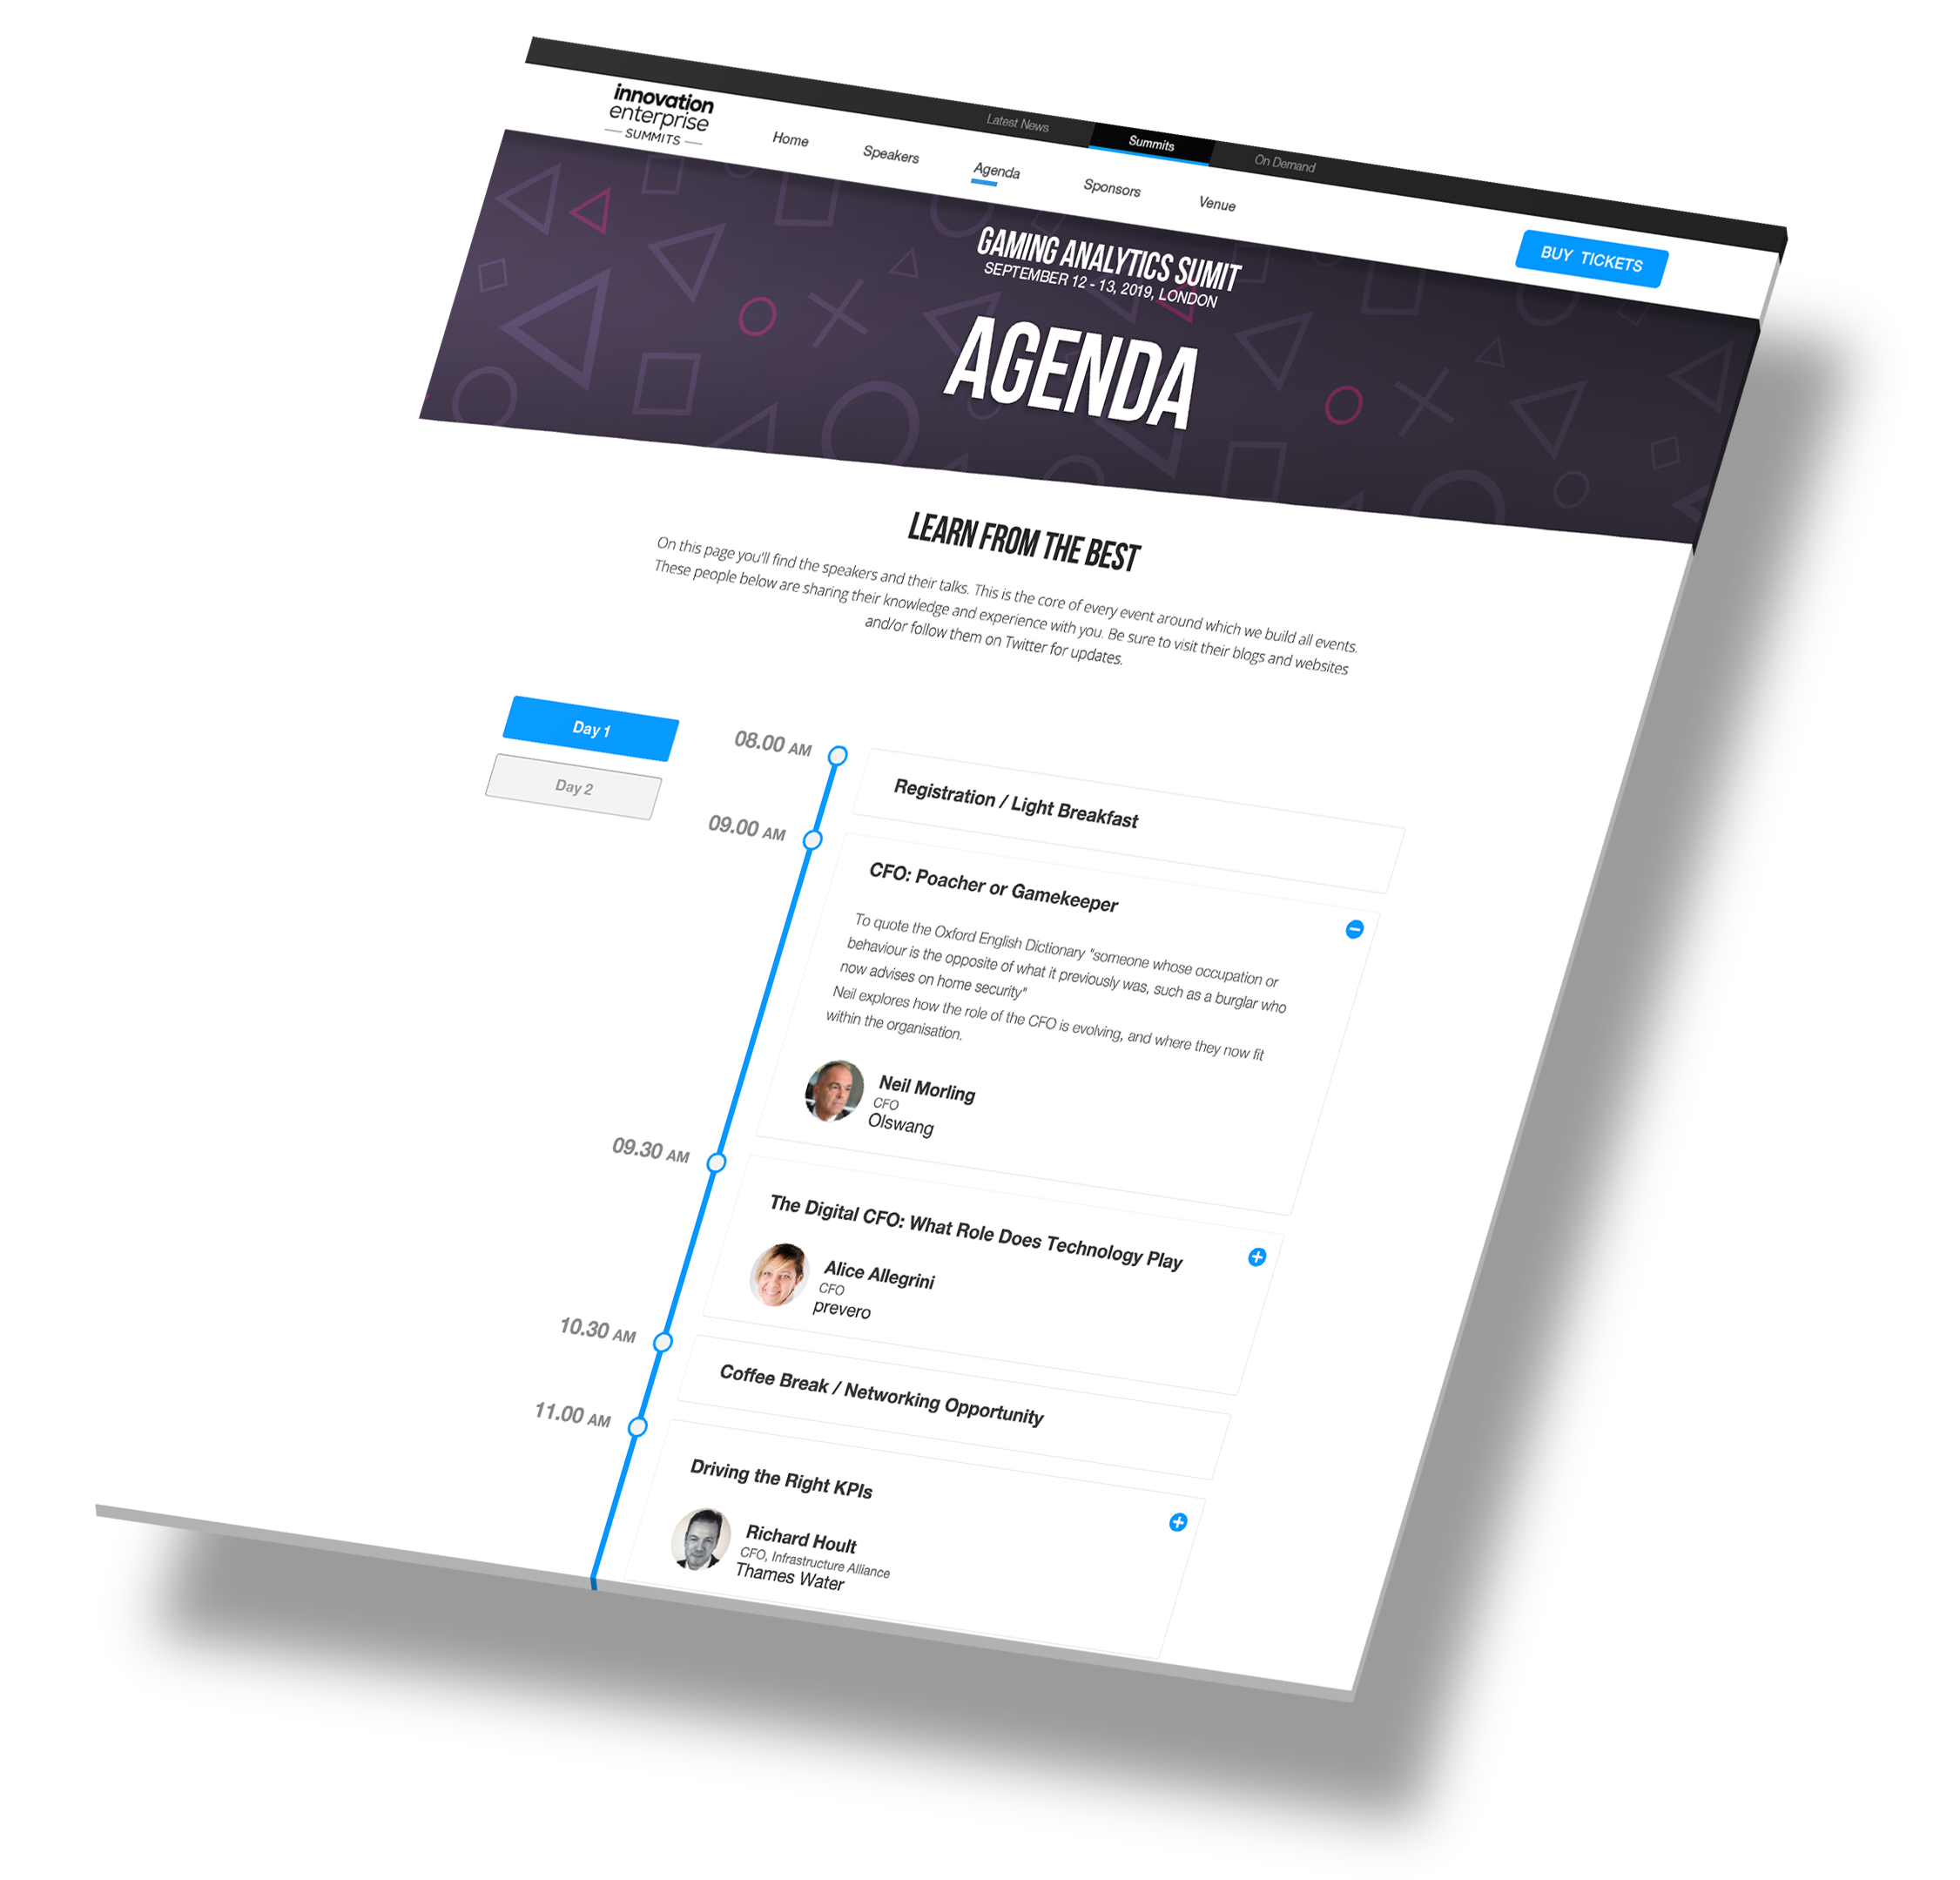 Latest News
Summits
On Demand
innovation
enterprise
SUMMITS
Home
Speakers
Agenda
Sponsors
Venue
BUY TICKETS
GAMING ANALYTICS SUMIT
SEPTEMBER 12 - 13, 2019, LONDON
AGENDA
LEARN FROM THE BEST
On this page you'll find the speakers and their talks. This is the core of every event around which we build all events.
These people below are sharing their knowledge and experience with you. Be sure to visit their blogs and websites
and/or follow them on Twitter for updates.
Day 1
Day 2
08.00 AM
Registration / Light Breakfast
09.00 AM
CFO: Poacher or Gamekeeper
To quote the Oxford English Dictionary "someone whose occupation or
behaviour is the opposite of what it previously was, such as a burglar who
now advises on home security"
Neil explores how the role of the CFO is evolving, and where they now fit
within the organisation.
Neil Morling
CFO
Olswang
09.30 AM
The Digital CFO: What Role Does Technology Play
Alice Allegrini
CFO
prevero
10.30 AM
Coffee Break / Networking Opportunity
11.00 AM
Driving the Right KPIs
Richard Hoult
CFO, Infrastructure Alliance
Thames Water